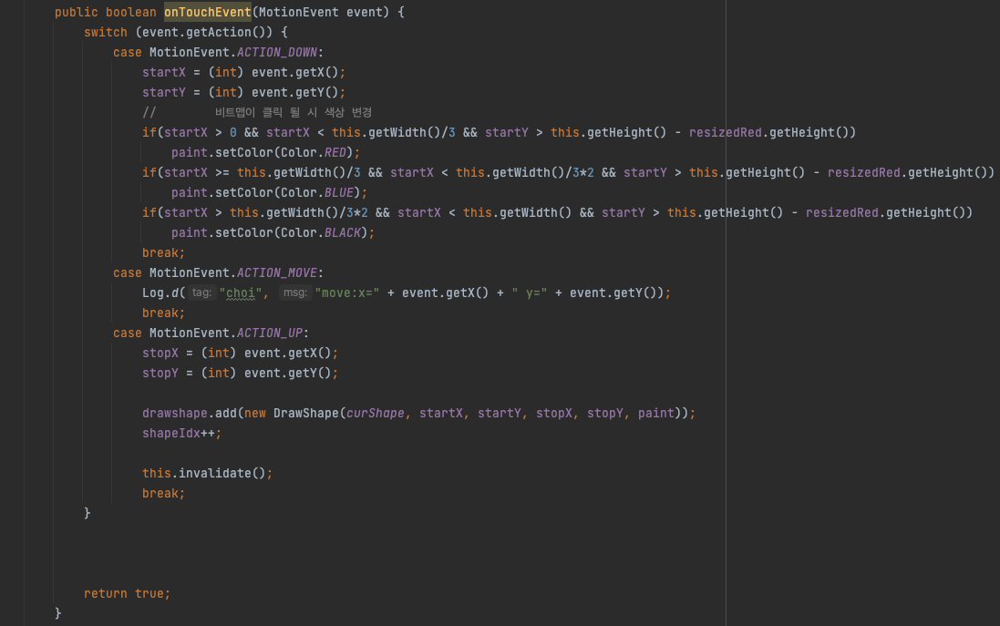 public boolean onTouchEvent(MotionEvent event) {
switch (event.getAction()) {
case MotionEvent.ACTION_DOWN:
startX = (int) event.getX();
startY = (int) event.getY();
// 비트맵이 클릭 될 시 색상 변경
if(startX > 0 && startX < this.getWidth()/3 && startY > this.getHeight() - resizedRed.getHeight())
paint.setColor(Color.RED);
if(startX >= this.getWidth()/3 && startX < this.getWidth()/3*2 && startY > this.getHeight() - resizedRed.getHeight())
paint.setColor(Color.BLUE);
if(startX > this.getWidth()/3*2 && startX < this.getWidth() && startY > this.getHeight() - resizedRed.getHeight())
paint.setColor(Color.BLACK);
break;
case MotionEvent.ACTION_MOVE:
Log.d( tag: "choi", msg: "move:x=" + event.getX() + " y=" + event.getY());
break;
case MotionEvent.ACTION_UP:
stopX = (int) event.getX();
stopY = (int) event.getY();
drawshape.add(new DrawShape(curShape, startX, startY, stopX, stopY, paint));
shapeIdx++;
this.invalidate();
break;
}
return true;
}